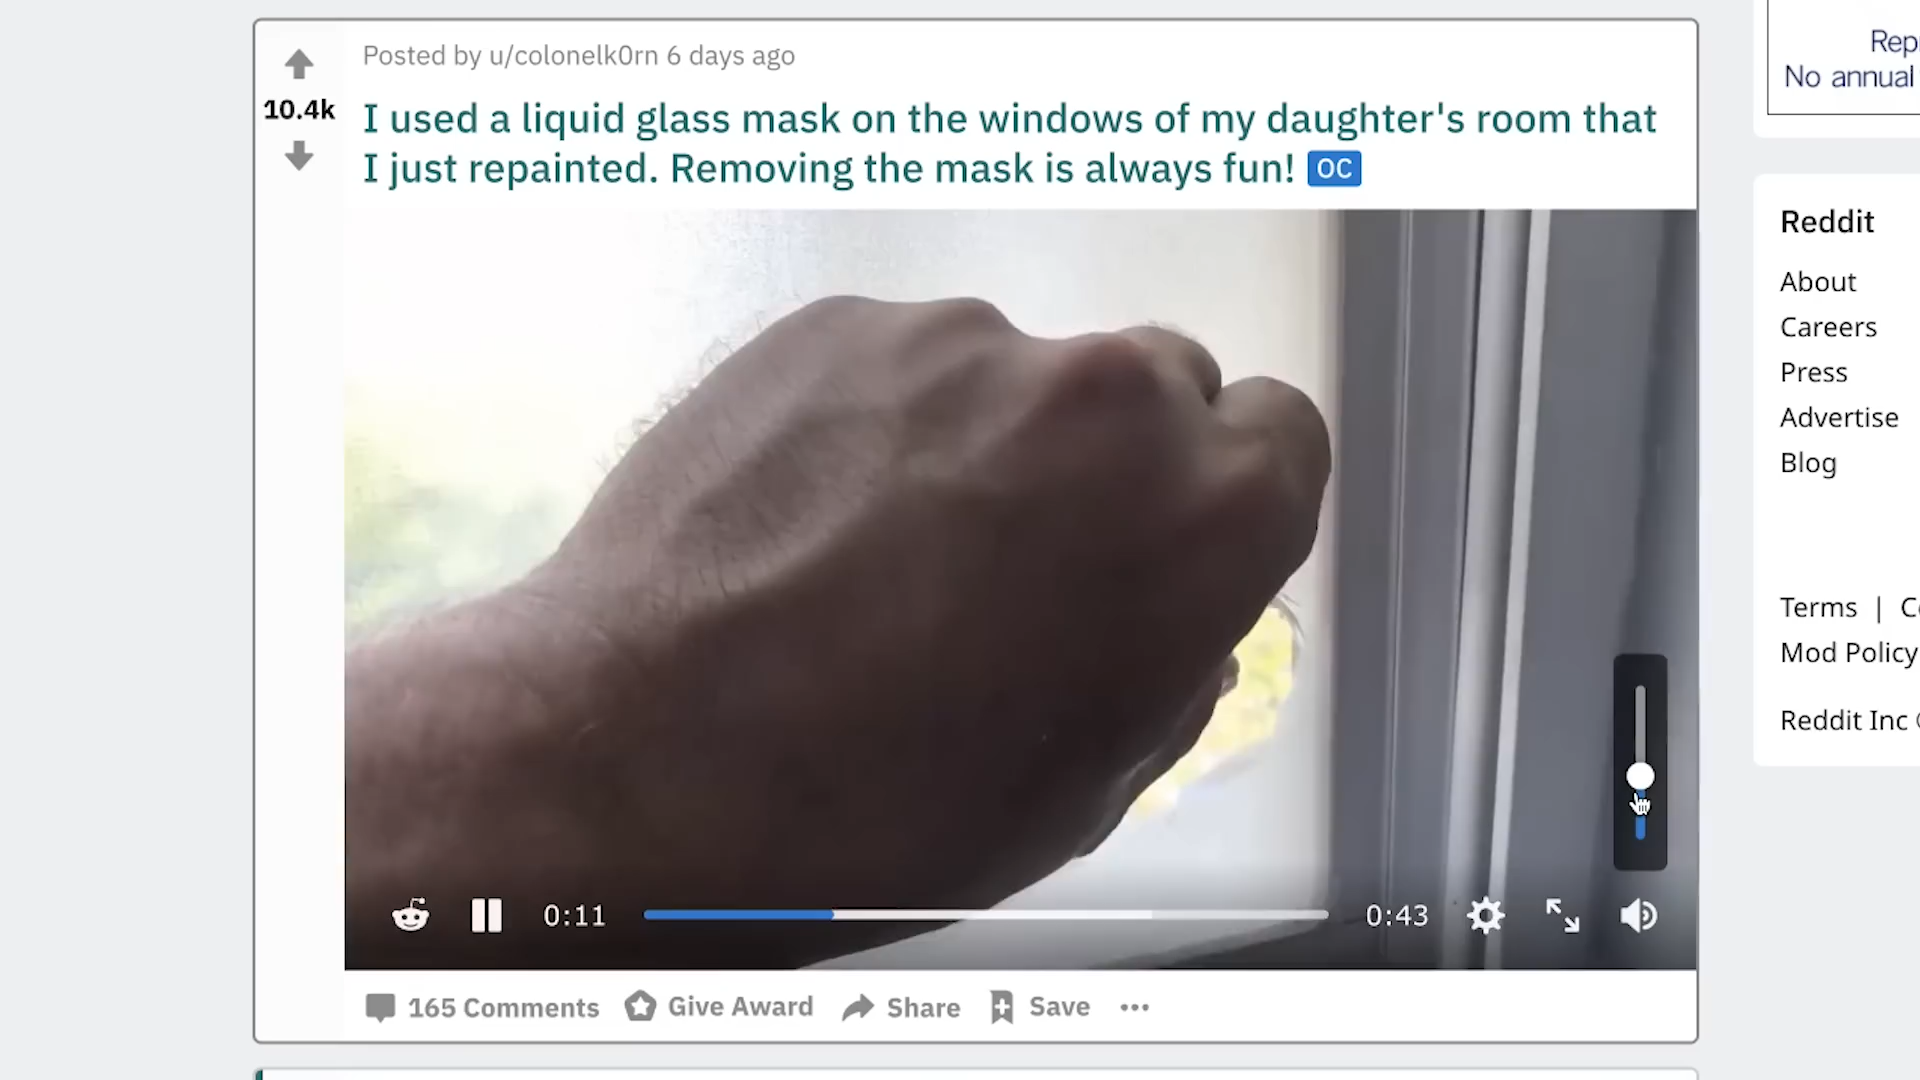 Posted by u/colonelk0rn 6 days ago
10.4k
I used a liquid glass mask on the windows of my daughter's room that
I just repainted. Removing the mask is always fun! OC
0:11
0:43
165 Comments
Give Award
Share
Save
No annual
Reddit
About
Careers
Press
Advertise
Blog
Terms |
Mod Policy
Reddit Inc